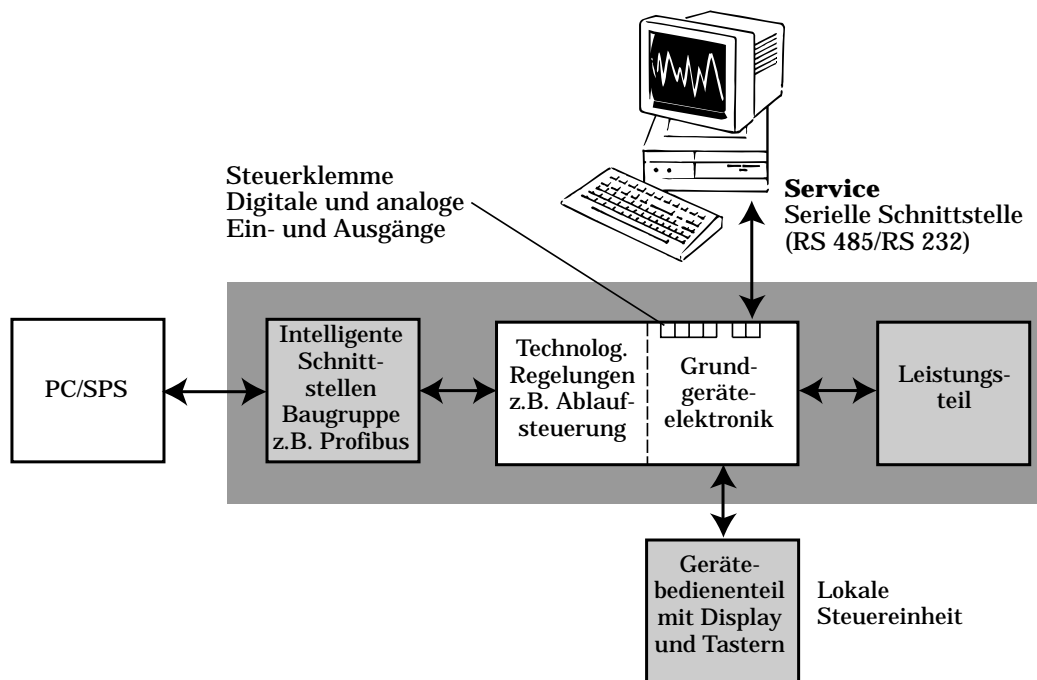 Steuerklemme
Digitale und analoge
Ein- und Ausgänge
Service
Serielle Schnittstelle
(RS 485/RS 232)
PC/SPS
Intelligente
Schnitt-
stellen
Baugruppe
z.B. Profibus
Technolog.
Regelungen
z.B. Ablauf-
steuerung
Grund-
geräte-
elektronik
Leistungs-
teil
Geräte-
bedienenteil
mit Display
und Tastern
Lokale
Steuereinheit